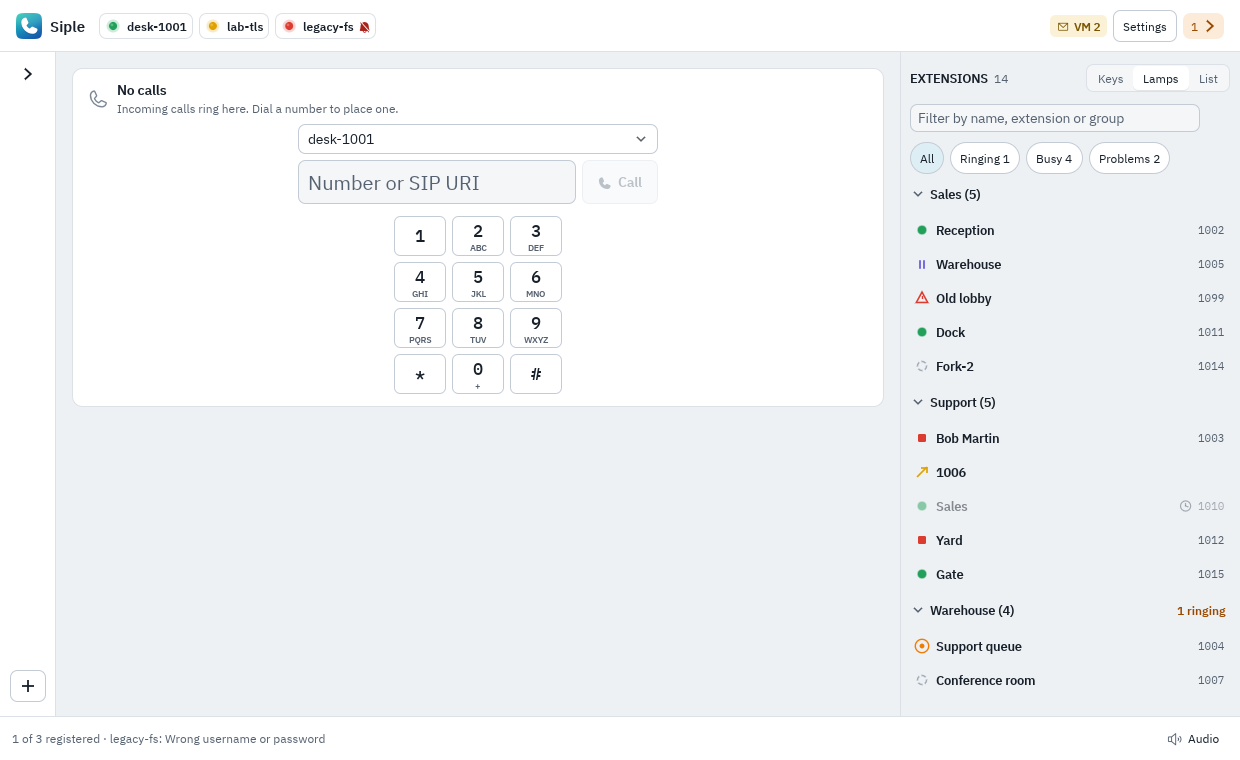 Siple
desk-1001
lab-tls
legacy-fs
VM 2
Settings
1
No calls
Incoming calls ring here. Dial a number to place one.
desk-1001
Number or SIP URI
Call
1
2
ABC
3
DEF
4
GHI
5
JKL
6
MNO
7
PQRS
8
TUV
9
WXYZ
*
0
+
#
EXTENSIONS 14
Keys
Lamps
List
Filter by name, extension or group
All
Ringing 1
Busy 4
Problems 2
Sales (5)
Reception 1002
Warehouse 1005
Old lobby 1099
Dock 1011
Fork-2 1014
Support (5)
Bob Martin 1003
1006
Sales 1010
Yard 1012
Gate 1015
Warehouse (4) 1 ringing
Support queue 1004
Conference room 1007
1 of 3 registered · legacy-fs: Wrong username or password
Audio